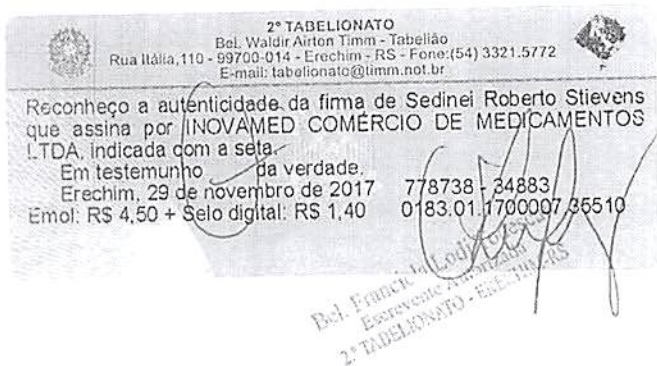 2º TABELIONATO
Bel. Waldir Airton Timm - Tabelião
Rua Itália,110 - 99700-014 - Erechim - RS - Fone:(54) 3321.5772
E-mail: tabelionato@timm.not.br
Reconheço a autenticidade da firma de Sedinei Roberto Stievens
que assina por INOVAMED COMÉRCIO DE MEDICAMENTOS
LTDA, indicada com a seta.
Em testemunho da verdade.
Erechim, 29 de novembro de 2017 778738 - 34883
Emol: R$ 4,50 + Selo digital: R$ 1,40 0183.01.1700007.35510
Bel. Lodi
Escrevente Autorizada
2º TABELIONATO - ERECHIM-RS